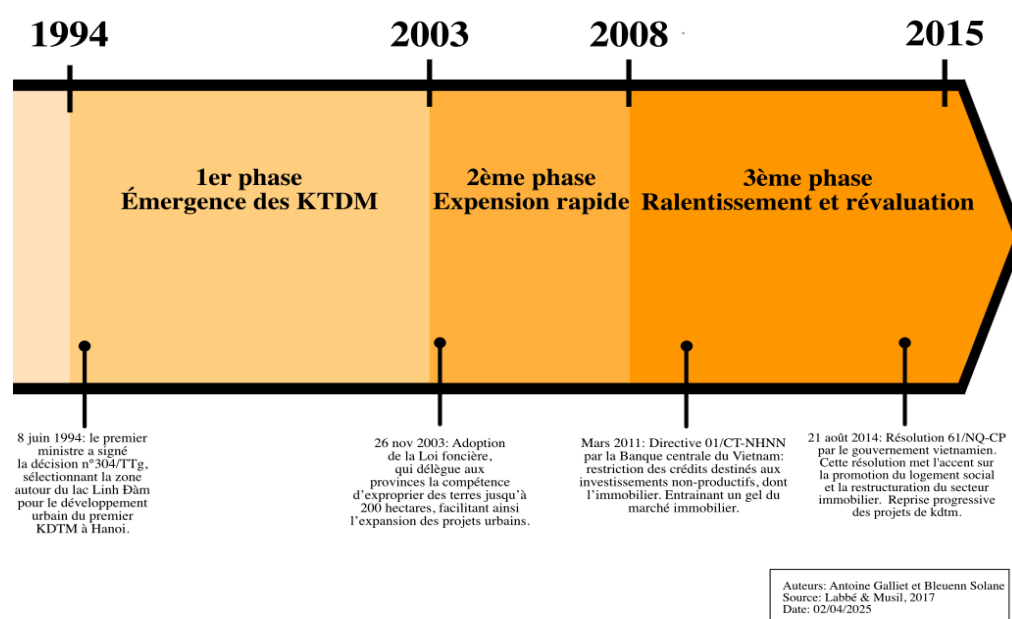 1994
2003
2008
2015
1er phase
Émergence des KTDM
2ème phase
Expension rapide
3ème phase
Ralentissement et révaluation
8 juin 1994: le premier
ministre a signé
la décision n°304/TTg,
sélectionnant la zone
autour du lac Linh Đàm
pour le développement
urbain du premier
KDTM à Hanoi.
26 nov 2003: Adoption
de la Loi foncière,
qui délègue aux
provinces la compétence
d'exproprier des terres jusqu'à
200 hectares, facilitant ainsi
l'expansion des projets urbains.
Mars 2011: Directive 01/CT-NHNN
par la Banque centrale du Vietnam:
restriction des crédits destinés aux
investissements non-productifs, dont
l'immobilier. Entrainant un gel du
marché immobilier.
21 août 2014: Résolution 61/NQ-CP
par le gouvernement vietnamien.
Cette résolution met l'accent sur
la promotion du logement social
et la restructuration du secteur
immobilier. Reprise progressive
des projets de kdtm.
Auteurs: Antoine Galliet et Bleuenn Solane
Source: Labbé & Musil, 2017
Date: 02/04/2025